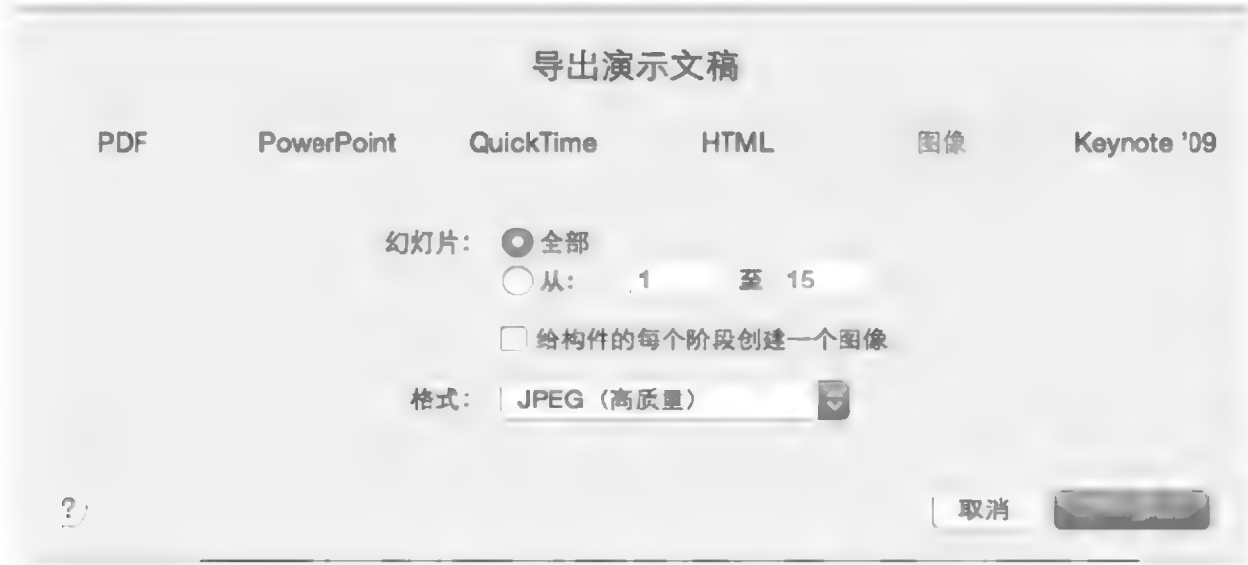 导出演示文稿
PDF PowerPoint QuickTime HTML 图像 Keynote '09
幻灯片： 全部
从： 1 至 15
给构件的每个阶段创建一个图像
格式： JPEG（高质量）
? 取消